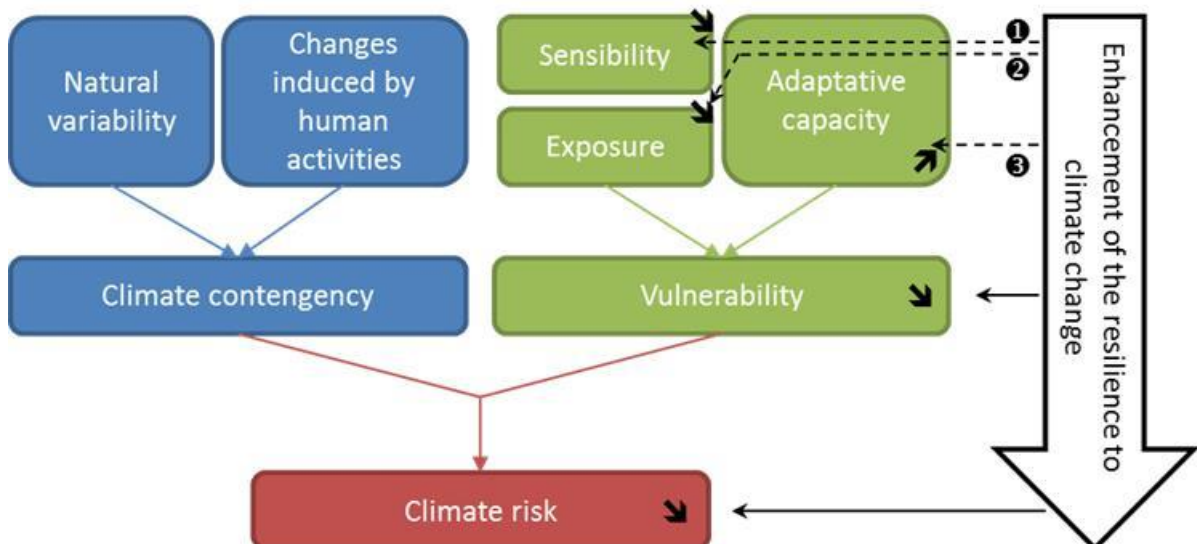 Natural
variability
Changes
induced by
human
activities
Sensibility
Exposure
Adaptative
capacity
❶
❷
❸
Climate contengency
Vulnerability
Climate risk
Enhancement of the resilience to
climate change